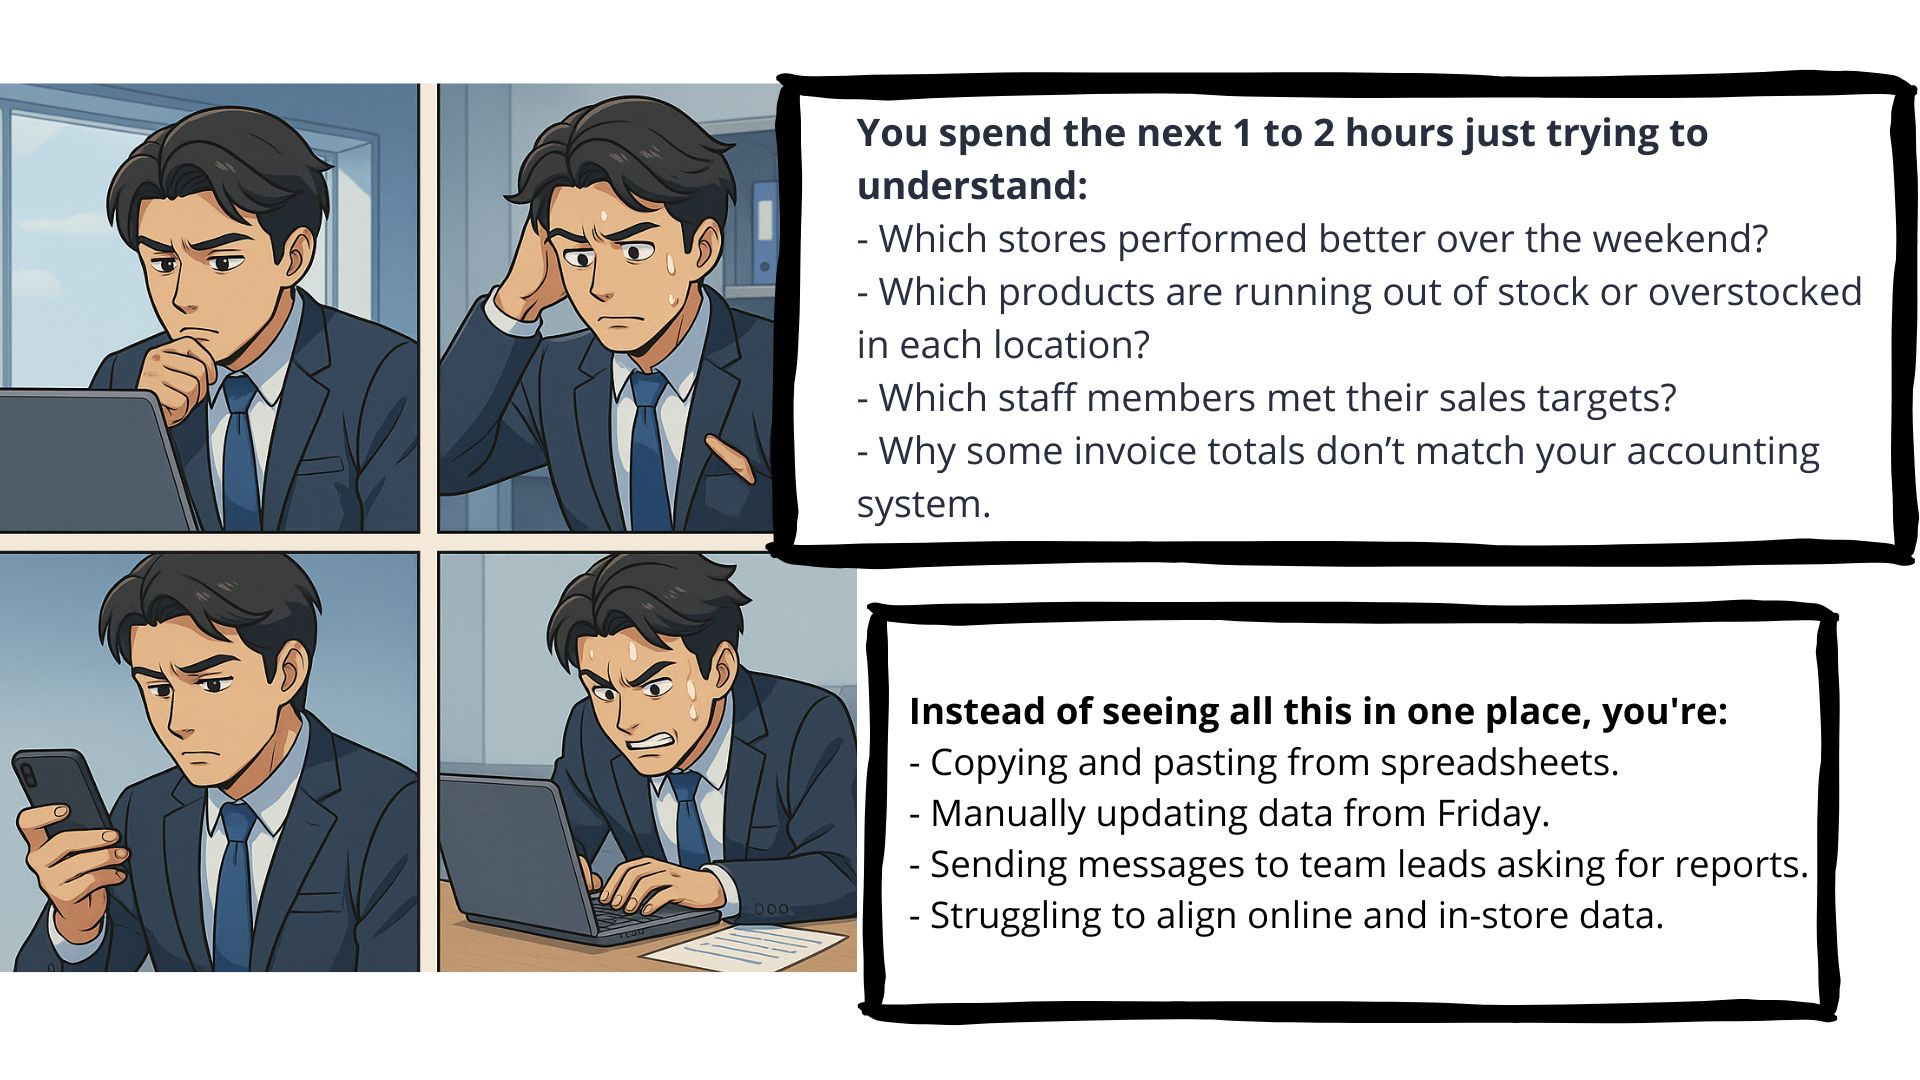 You spend the next 1 to 2 hours just trying to
understand:
- Which stores performed better over the weekend?
- Which products are running out of stock or overstocked
in each location?
- Which staff members met their sales targets?
- Why some invoice totals don’t match your accounting
system.
Instead of seeing all this in one place, you're:
- Copying and pasting from spreadsheets.
- Manually updating data from Friday.
- Sending messages to team leads asking for reports.
- Struggling to align online and in-store data.